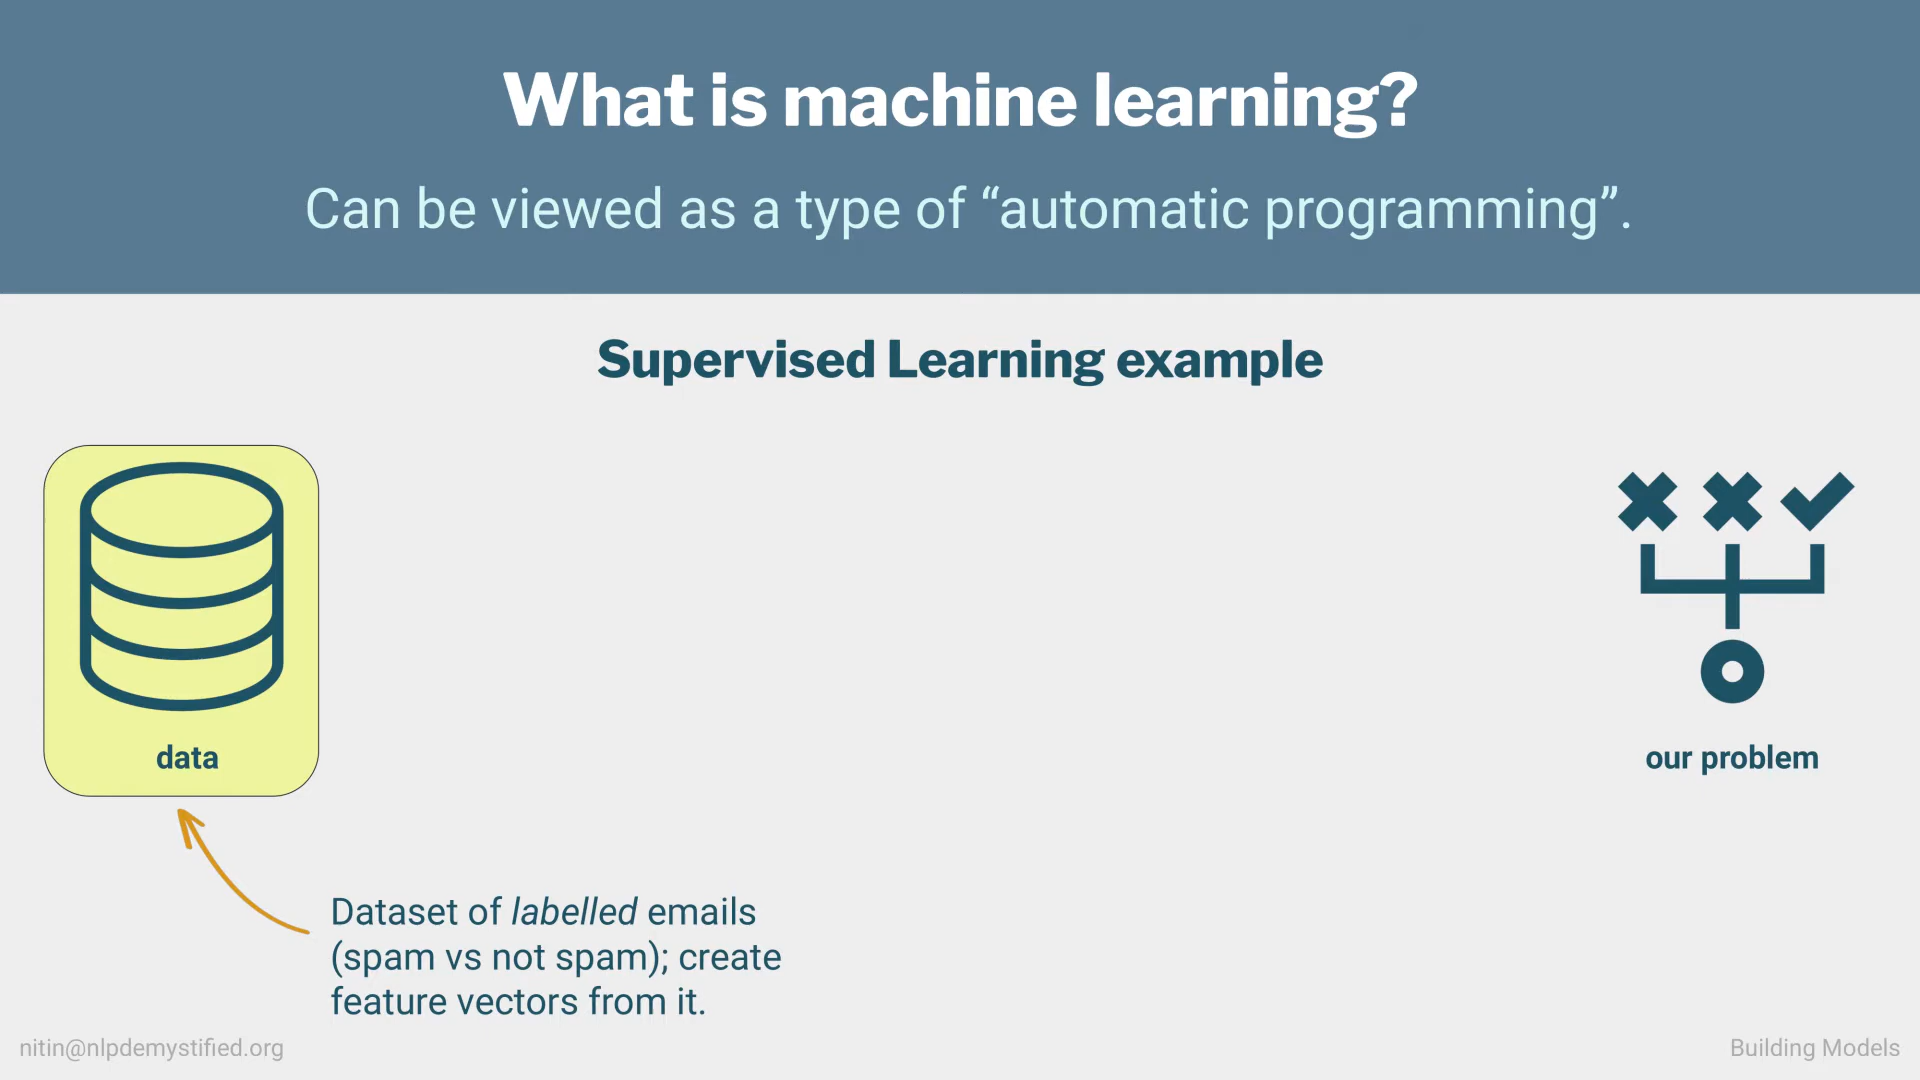 What is machine learning?
Can be viewed as a type of “automatic programming”.
Supervised Learning example
data
our problem
Dataset of labelled emails
(spam vs not spam); create
feature vectors from it.
nitin@nlpdemystified.org
Building Models